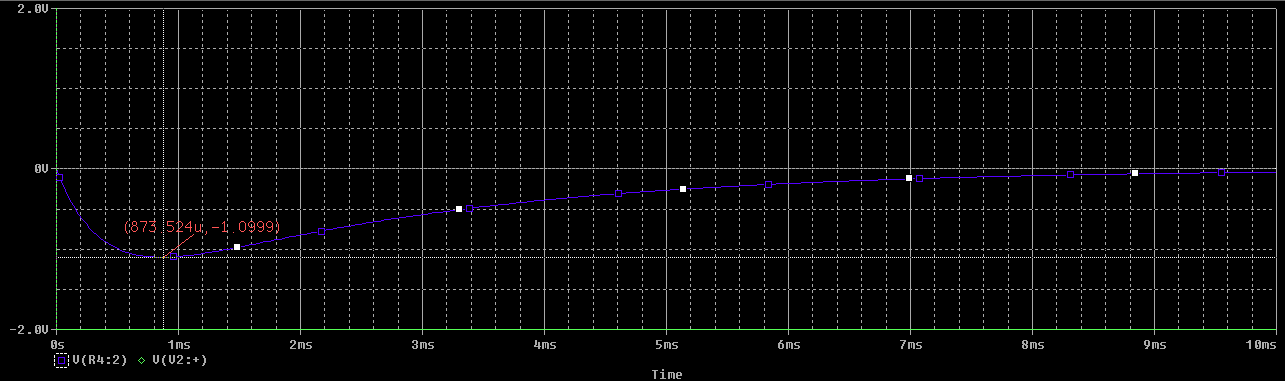 2.0V
(873.524u,-1.0999)
0V
-2.0V
0s 1ms 2ms 3ms 4ms 5ms 6ms 7ms 8ms 9ms 10ms
V(R4:2) V(V2:+)
Time